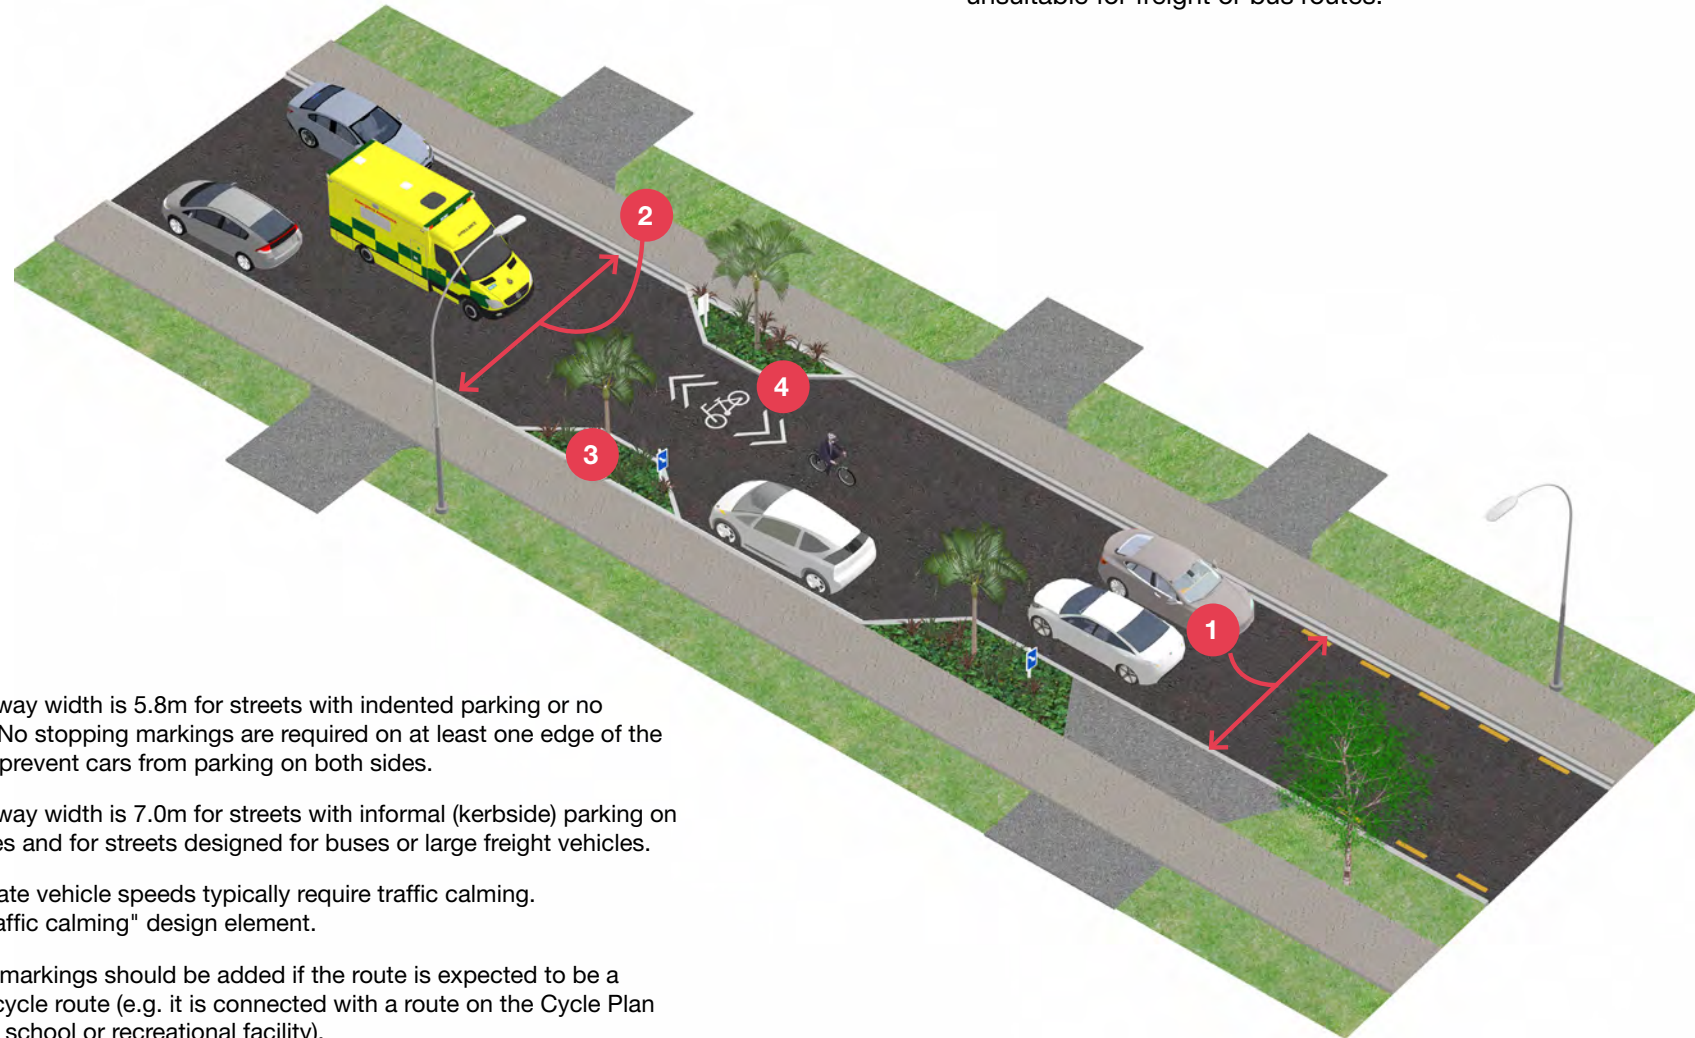 unsuitable for freight or bus routes.
2
4
3
1
way width is 5.8m for streets with indented parking or no
No stopping markings are required on at least one edge of the
prevent cars from parking on both sides.
way width is 7.0m for streets with informal (kerbside) parking on
es and for streets designed for buses or large freight vehicles.
ate vehicle speeds typically require traffic calming.
affic calming" design element.
markings should be added if the route is expected to be a
cycle route (e.g. it is connected with a route on the Cycle Plan
school or recreational facility).